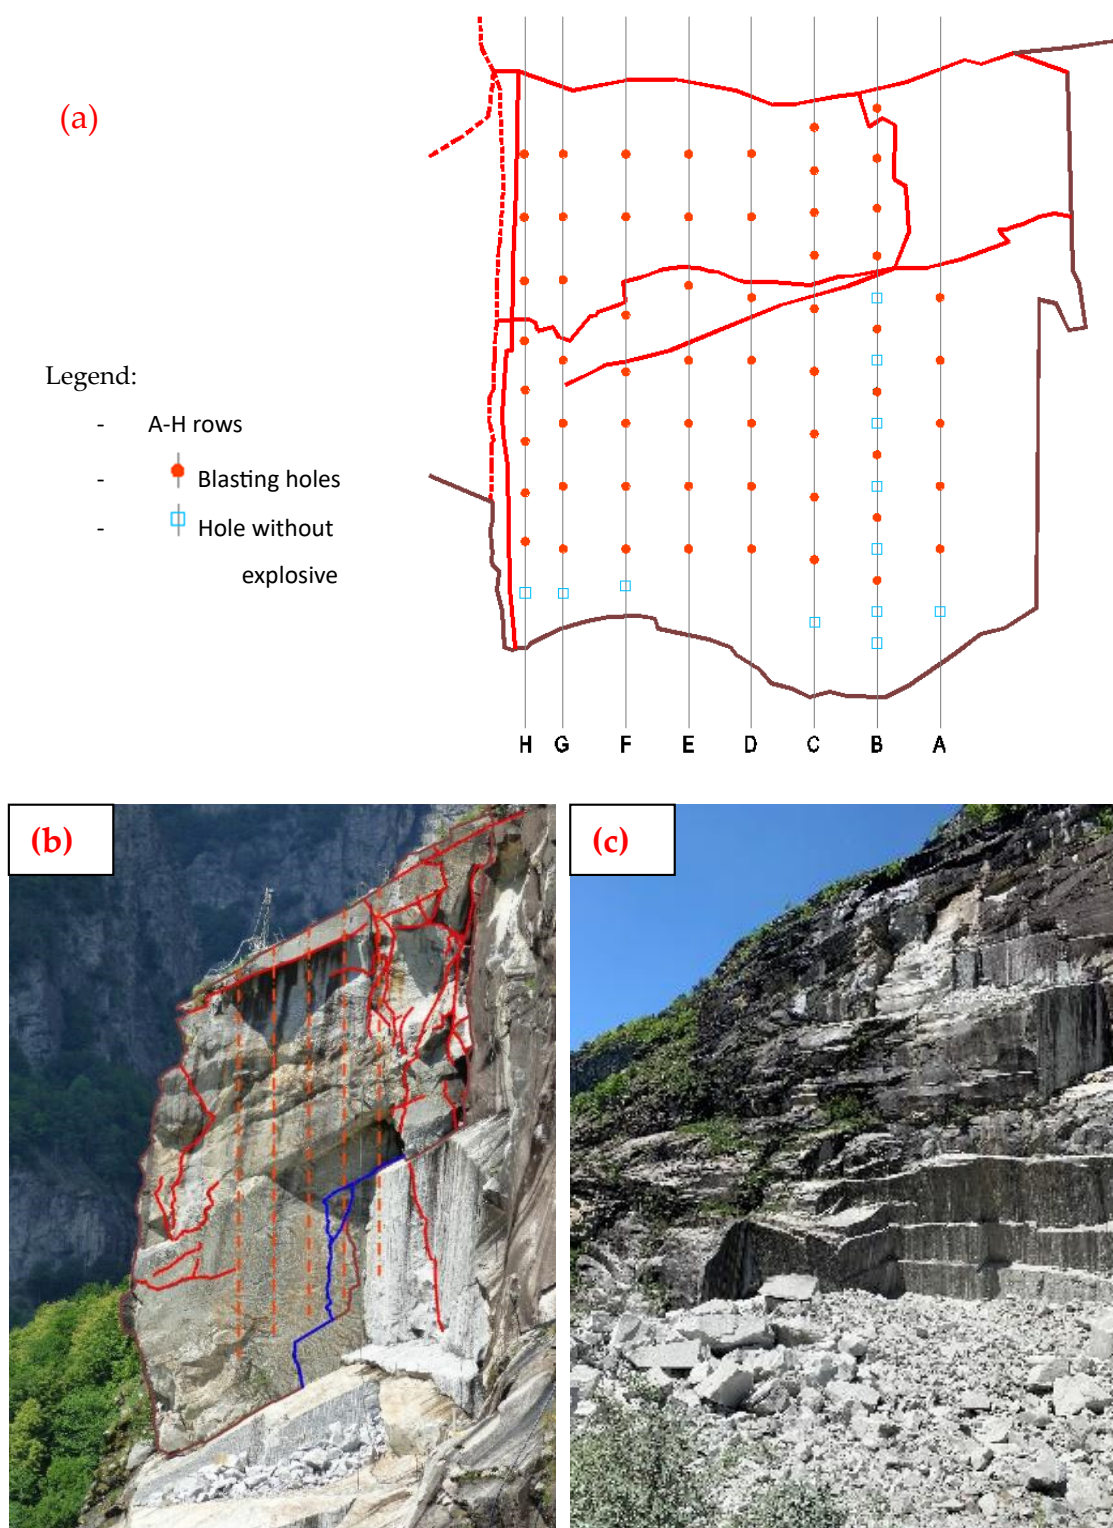 (a)
Legend:
- A-H rows
- Blasting holes
- Hole without
explosive
H G F E D C B A
(b)
(c)